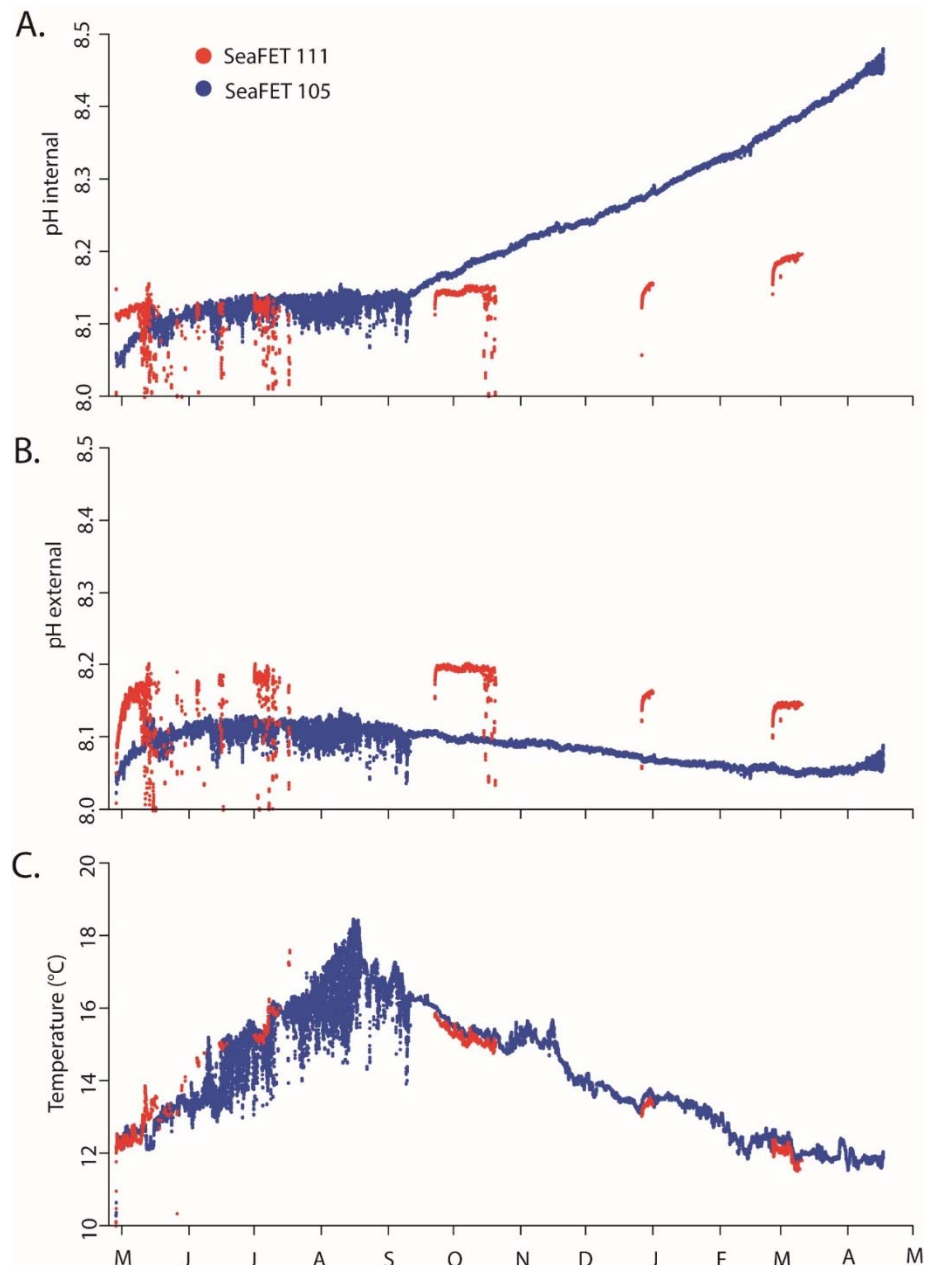 A.
8.5
8.4
8.3
8.2
8.1
8.0
pH internal
SeaFET 111
SeaFET 105
B.
8.5
8.4
8.3
8.2
8.1
8.0
pH external
C.
20
18
16
14
12
10
Temperature (°C)
M J J A S O N D J F M A M